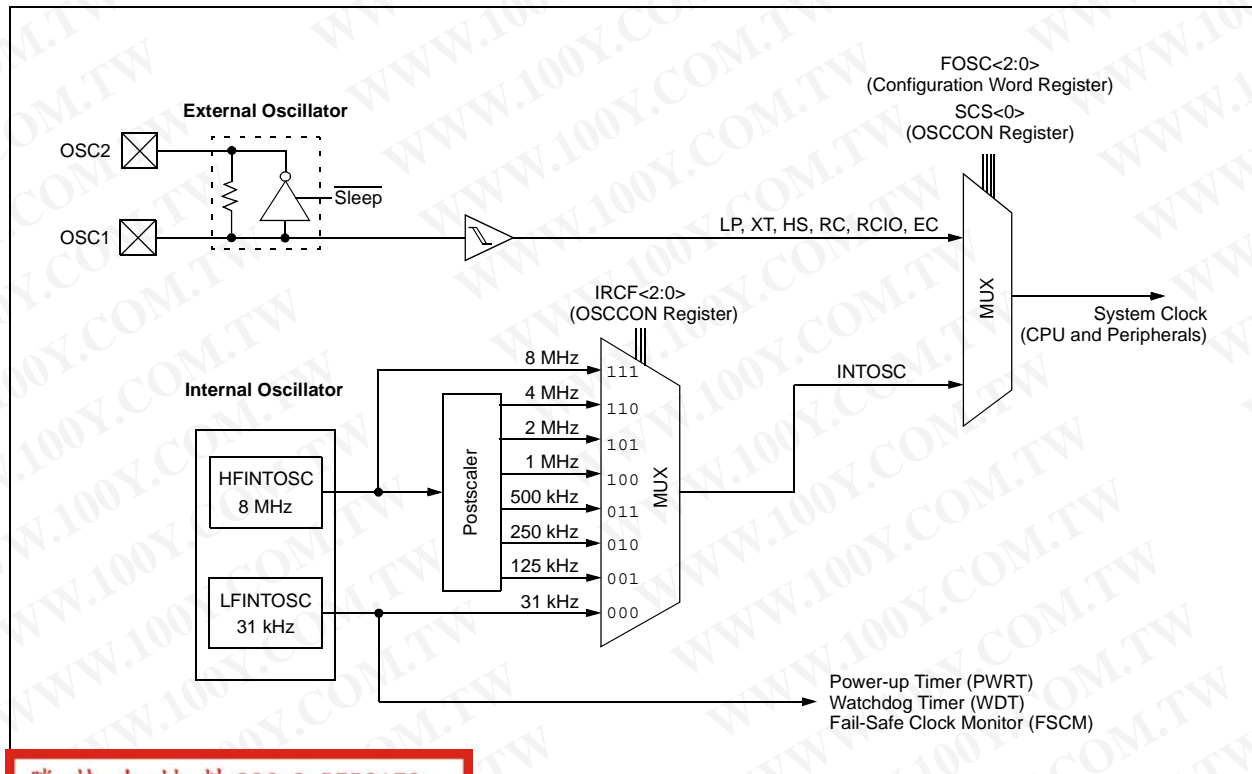 FOSC<2:0>
(Configuration Word Register)
SCS<0>
(OSCCON Register)
External Oscillator
OSC2
Sleep
OSC1
LP, XT, HS, RC, RCIO, EC
MUX
System Clock
(CPU and Peripherals)
IRCF<2:0>
(OSCCON Register)
INTOSC
Internal Oscillator
HFINTOSC
8 MHz
LFINTOSC
31 kHz
Postscaler
8 MHz
111
4 MHz
110
2 MHz
101
1 MHz
100
500 kHz
011
250 kHz
010
125 kHz
001
31 kHz
000
MUX
Power-up Timer (PWRT)
Watchdog Timer (WDT)
Fail-Safe Clock Monitor (FSCM)
WWW.100Y.COM.TW